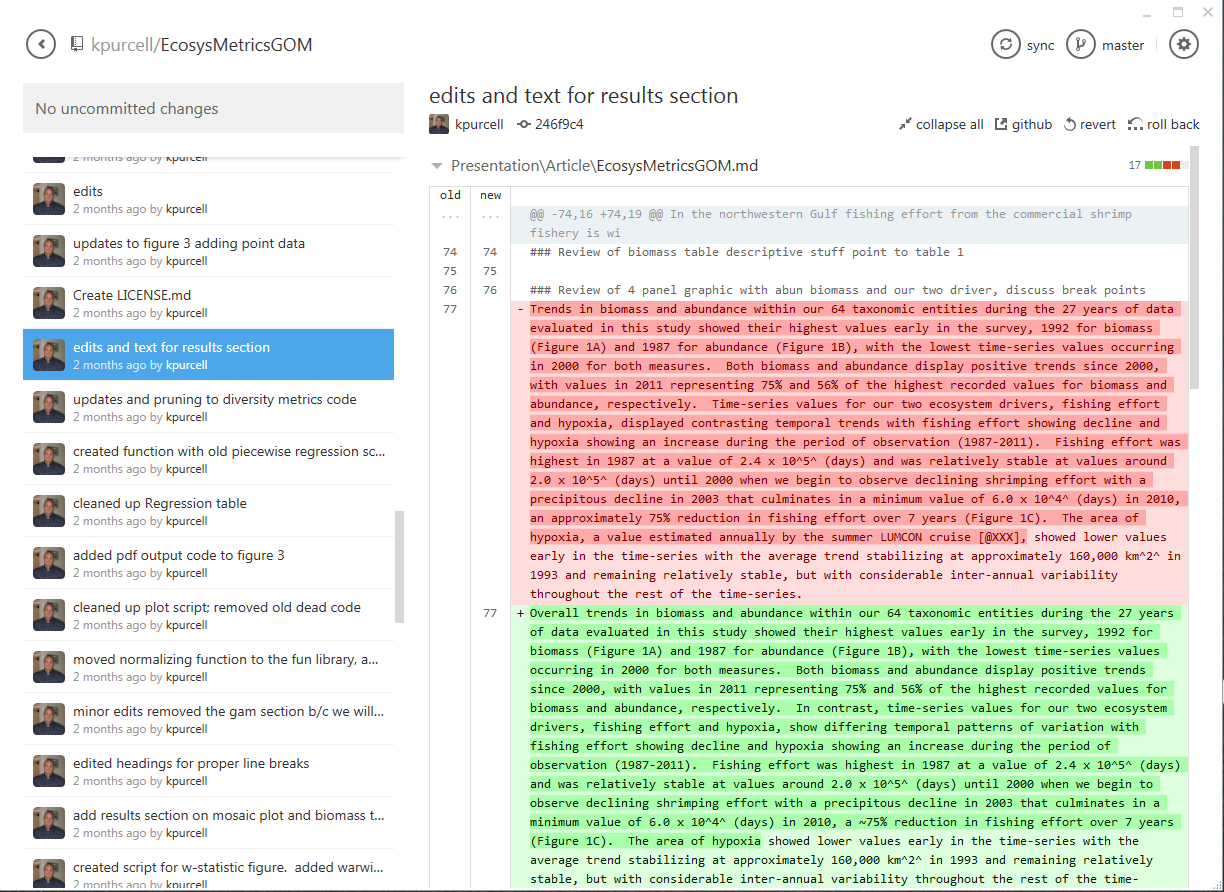 kpurcell/EcosysMetricsGOM
sync
master
No uncommitted changes
2 months ago by kpurcell
edits
2 months ago by kpurcell
updates to figure 3 adding point data
2 months ago by kpurcell
Create LICENSE.md
2 months ago by kpurcell
edits and text for results section
2 months ago by kpurcell
updates and pruning to diversity metrics code
2 months ago by kpurcell
created function with old piecewise regression sc...
2 months ago by kpurcell
cleaned up Regression table
2 months ago by kpurcell
added pdf output code to figure 3
2 months ago by kpurcell
cleaned up plot script; removed old dead code
2 months ago by kpurcell
moved normalizing function to the fun library, a...
2 months ago by kpurcell
minor edits removed the gam section b/c we will...
2 months ago by kpurcell
edited headings for proper line breaks
2 months ago by kpurcell
add results section on mosaic plot and biomass t...
2 months ago by kpurcell
created script for w-statistic figure.  added warwi...
2 months ago by kpurcell
edits and text for results section
kpurcell 246f9c4
collapse all github revert roll back
Presentation\Article\EcosysMetricsGOM.md 17
old new
... ... @@ -74,16 +74,19 @@ In the northwestern Gulf fishing effort from the commercial shrimp
fishery is wi
74 74 ### Review of biomass table descriptive stuff point to table 1
75 75
76 76 ### Review of 4 panel graphic with abun biomass and our two driver, discuss break points
77 - Trends in biomass and abundance within our 64 taxonomic entities during the 27 years of data
evaluated in this study showed their highest values early in the survey, 1992 for biomass
(Figure 1A) and 1987 for abundance (Figure 1B), with the lowest time-series values occurring
in 2000 for both measures.  Both biomass and abundance display positive trends since 2000,
with values in 2011 representing 75% and 56% of the highest recorded values for biomass and
abundance, respectively.  Time-series values for our two ecosystem drivers, fishing effort
and hypoxia, displayed contrasting temporal trends with fishing effort showing decline and
hypoxia showing an increase during the period of observation (1987-2011).  Fishing effort was
highest in 1987 at a value of 2.4 x 10^5^ (days) and was relatively stable at values around
2.0 x 10^5^ (days) until 2000 when we begin to observe declining shrimping effort with a
precipitous decline in 2003 that culminates in a minimum value of 6.0 x 10^4^ (days) in 2010,
an approximately 75% reduction in fishing effort over 7 years (Figure 1C).  The area of
hypoxia, a value estimated annually by the summer LUMCON cruise [@XXX], showed lower values
early in the time-series with the average trend stabilizing at approximately 160,000 km^2^ in
1993 and remaining relatively stable, but with considerable inter-annual variability
throughout the rest of the time-series.
77 + Overall trends in biomass and abundance within our 64 taxonomic entities during the 27 years
of data evaluated in this study showed their highest values early in the survey, 1992 for
biomass (Figure 1A) and 1987 for abundance (Figure 1B), with the lowest time-series values
occurring in 2000 for both measures.  Both biomass and abundance display positive trends
since 2000, with values in 2011 representing 75% and 56% of the highest recorded values for
biomass and abundance, respectively.  In contrast, time-series values for our two ecosystem
drivers, fishing effort and hypoxia, show differing temporal patterns of variation with
fishing effort showing decline and hypoxia showing an increase during the period of
observation (1987-2011).  Fishing effort was highest in 1987 at a value of 2.4 x 10^5^ (days)
and was relatively stable at values around 2.0 x 10^5^ (days) until 2000 when we begin to
observe declining shrimping effort with a precipitous decline in 2003 that culminates in a
minimum value of 6.0 x 10^4^ (days) in 2010, a ~75% reduction in fishing effort over 7 years
(Figure 1C).  The area of hypoxia showed lower values early in the time-series with the
average trend stabilizing at approximately 160,000 km^2^ in 1993 and remaining relatively
stable, but with considerable inter-annual variability throughout the rest of the time-